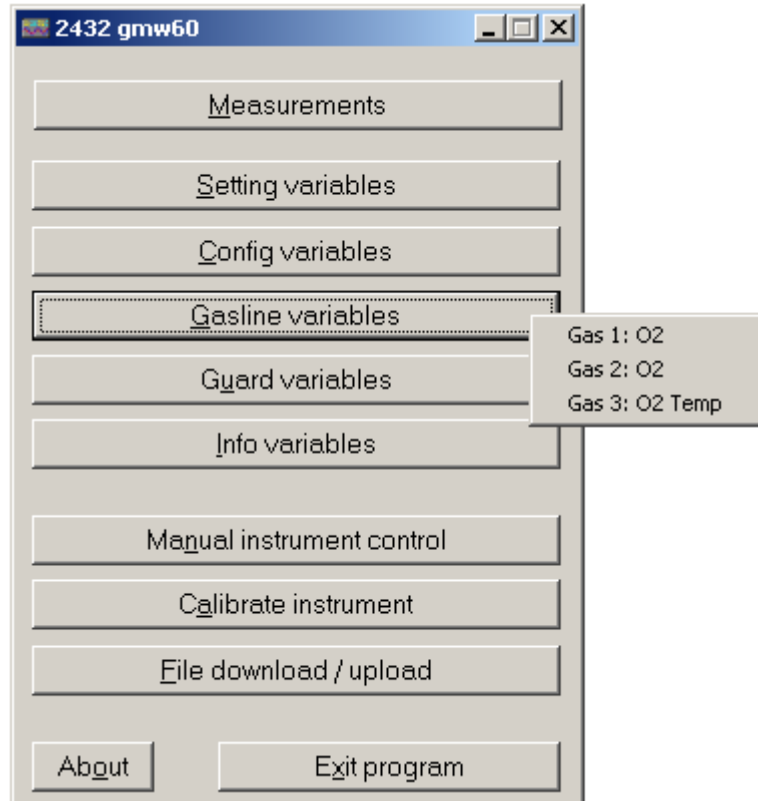 2432 gmw60
Measurements
Setting variables
Config variables
Gasline variables
Gas 1: O2
Gas 2: O2
Gas 3: O2 Temp
Guard variables
Info variables
Manual instrument control
Calibrate instrument
File download / upload
About
Exit program